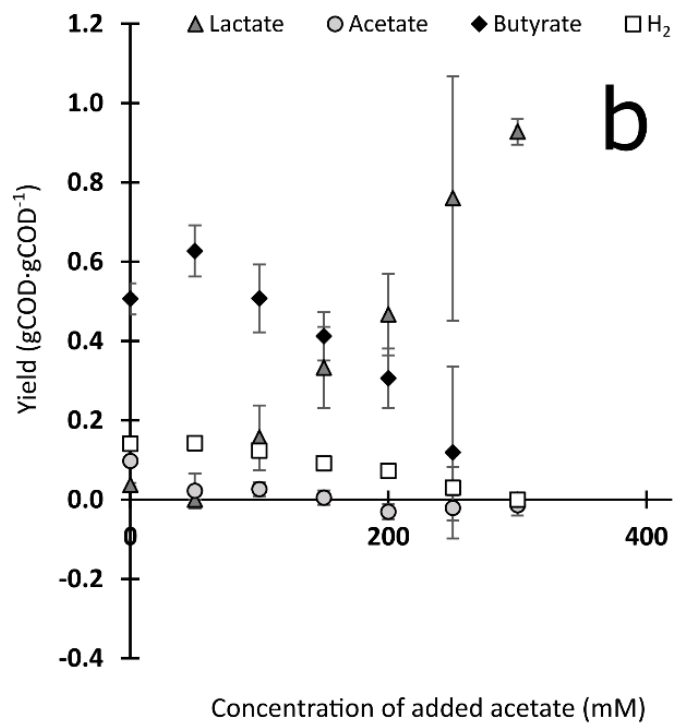 Lactate Acetate Butyrate H₂
b
1.2
1.0
0.8
0.6
0.4
0.2
0.0
-0.2
-0.4
0 200 400
Yield (gCOD·gCOD⁻¹)
Concentration of added acetate (mM)